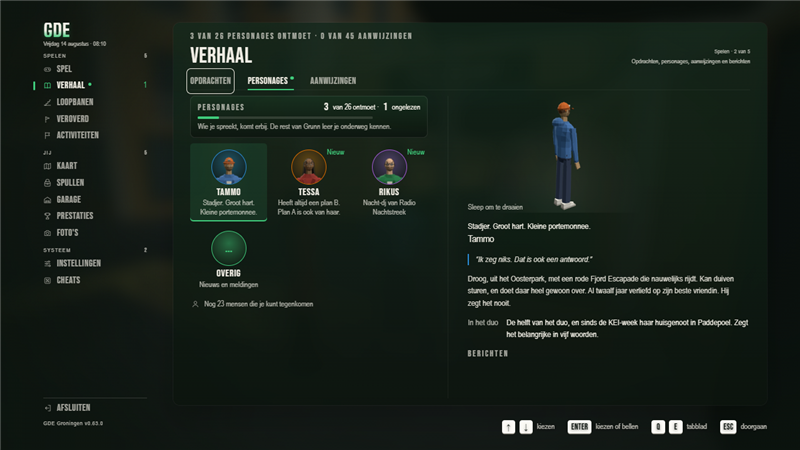 GDE
Vrijdag 14 augustus · 08:10
SPELEN 5
SPEL
VERHAAL 1
LOOPBANEN
VEROVERD
ACTIVITEITEN
JIJ 5
KAART
SPULLEN
GARAGE
PRESTATIES
FOTO'S
SYSTEEM 2
INSTELLINGEN
CHEATS
AFSLUITEN
GDE Groningen v0.63.0
3 VAN 26 PERSONAGES ONTMOET · 0 VAN 45 AANWIJZINGEN
VERHAAL
Spelen · 2 van 5
Opdrachten, personages, aanwijzingen en berichten
OPDRACHTEN PERSONAGES AANWIJZINGEN
PERSONAGES 3 van 26 ontmoet · 1 ongelezen
Wie je spreekt, komt erbij. De rest van Grunn leer je onderweg kennen.
TAMMO
Stadjer. Groot hart.
Kleine portemonnee.
Nieuw
TESSA
Heeft altijd een plan B.
Plan A is ook van haar.
Nieuw
RIKUS
Nacht-dj van Radio
Nachtstreek
...
OVERIG
Nieuws en meldingen
Nog 23 mensen die je kunt tegenkomen
Sleep om te draaien
Stadjer. Groot hart. Kleine portemonnee.
Tammo
"Ik zeg niks. Dat is ook een antwoord."
Droog, uit het Oosterpark, met een rode Fjord Escapade die nauwelijks rijdt. Kan duiven
sturen, en doet daar heel gewoon over. Al twaalf jaar verliefd op zijn beste vriendin. Hij
zegt het nooit.
In het duo De helft van het duo, en sinds de KEI-week haar huisgenoot in Paddepoel. Zegt
het belangrijke in vijf woorden.
BERICHTEN
↑ ↓ kiezen ENTER kiezen of bellen Q E tabblad ESC doorgaan